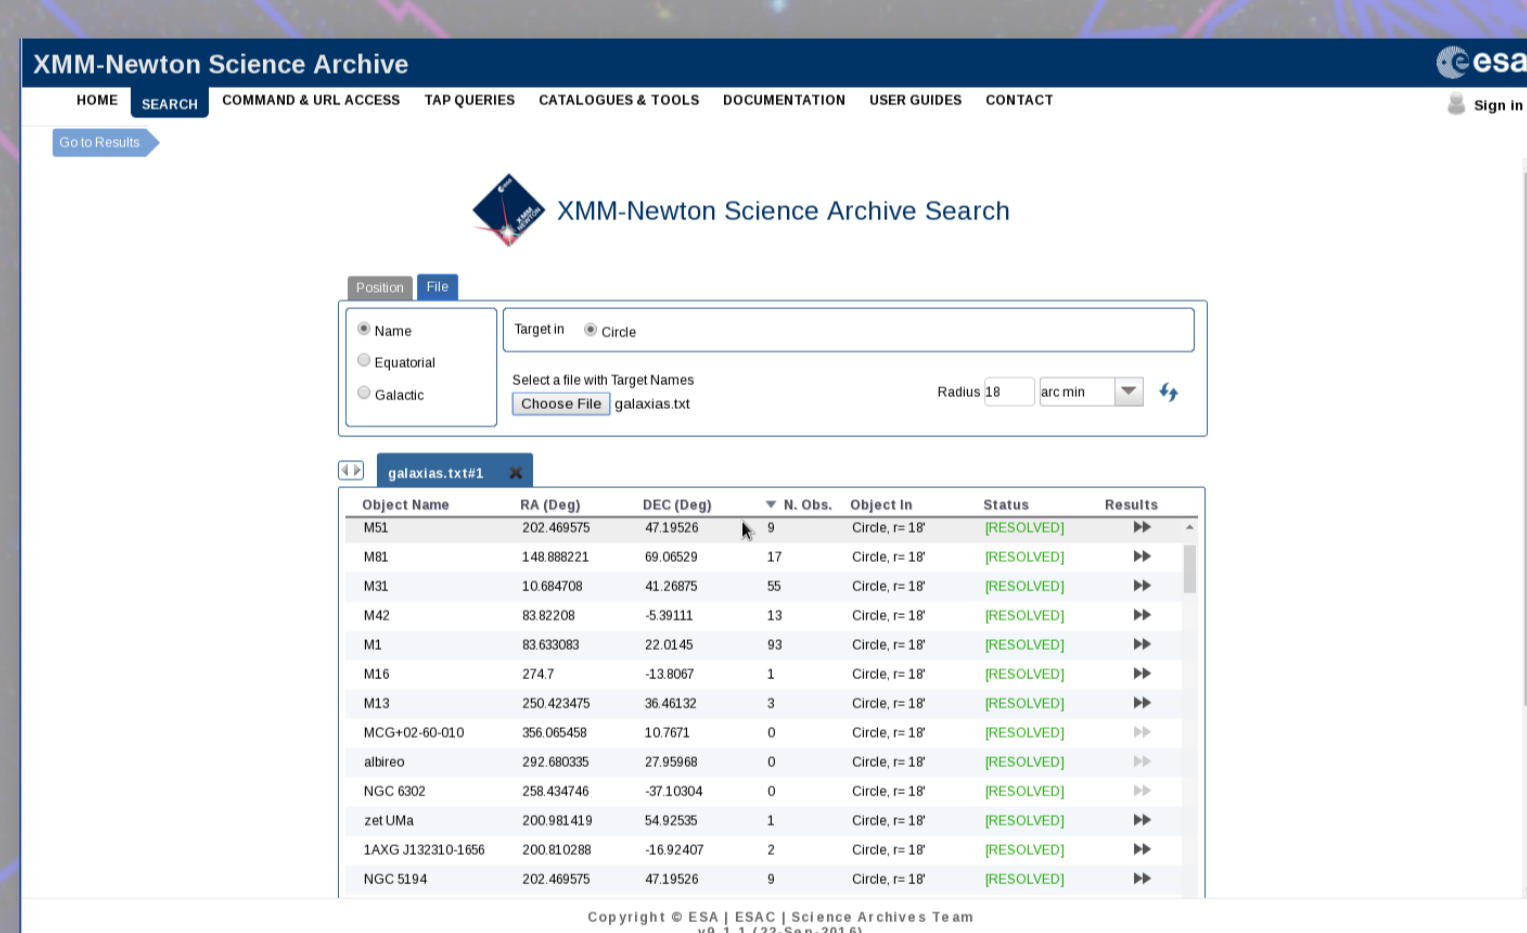 XMM-Newton Science Archive
esa
HOME SEARCH COMMAND & URL ACCESS TAP QUERIES CATALOGUES & TOOLS DOCUMENTATION USER GUIDES CONTACT
Sign in
Go to Results
esa
XMM
NEWTON
XMM-Newton Science Archive Search
Position File
Name
Equatorial
Galactic
Target in Circle
Select a file with Target Names
Choose File galaxias.txt
Radius 18 arc min
galaxias.txt#1
Object Name RA (Deg) DEC (Deg) N. Obs. Object In Status Results
M51 202.469575 47.19526 9 Circle, r= 18' [RESOLVED]
M81 148.888221 69.06529 17 Circle, r= 18' [RESOLVED]
M31 10.684708 41.26875 55 Circle, r= 18' [RESOLVED]
M42 83.82208 -5.39111 13 Circle, r= 18' [RESOLVED]
M1 83.633083 22.0145 93 Circle, r= 18' [RESOLVED]
M16 274.7 -13.8067 1 Circle, r= 18' [RESOLVED]
M13 250.423475 36.46132 3 Circle, r= 18' [RESOLVED]
MCG+02-60-010 356.065458 10.7671 0 Circle, r= 18' [RESOLVED]
albireo 292.680335 27.95968 0 Circle, r= 18' [RESOLVED]
NGC 6302 258.434746 -37.10304 0 Circle, r= 18' [RESOLVED]
zet UMa 200.981419 54.92535 1 Circle, r= 18' [RESOLVED]
1AXG J132310-1656 200.810288 -16.92407 2 Circle, r= 18' [RESOLVED]
NGC 5194 202.469575 47.19526 9 Circle, r= 18' [RESOLVED]
Copyright © ESA | ESAC | Science Archives Team
v9.1.1 (22-Sep-2016)